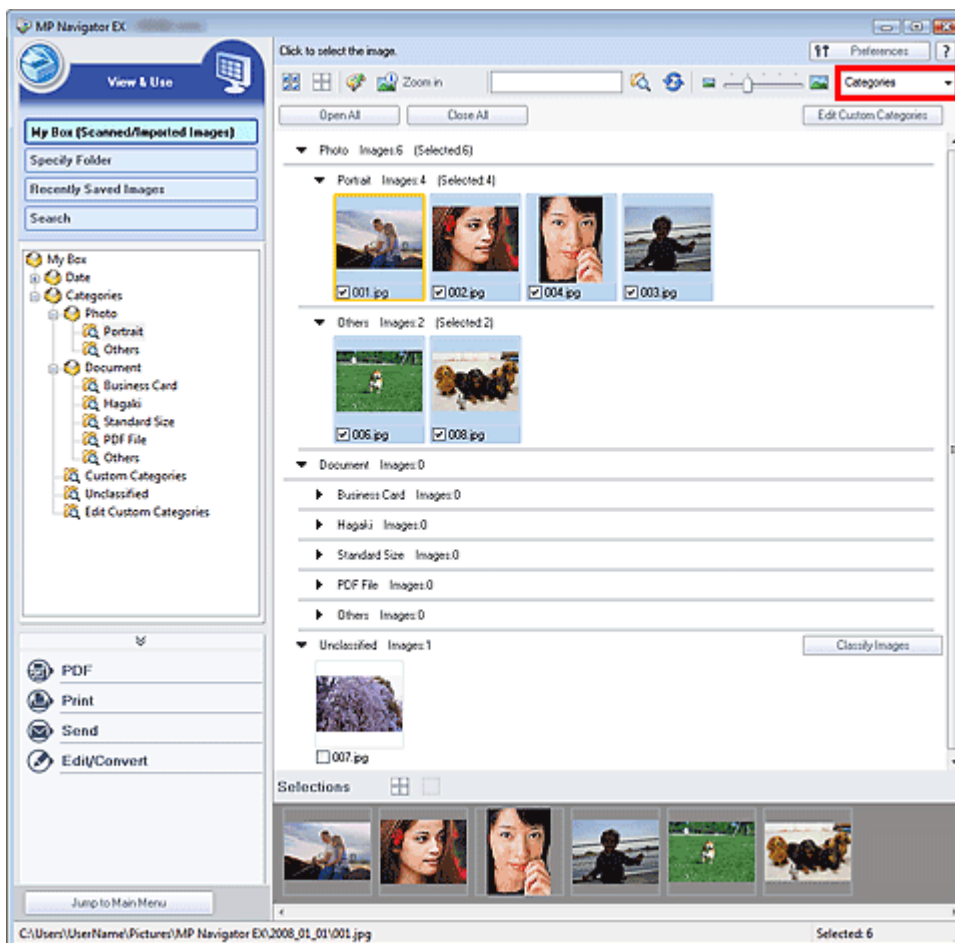 MP Navigator EX
View & Use
My Box (Scanned/Imported Images)
Specify Folder
Recently Saved Images
Search
My Box
Date
Categories
Photo
Portrait
Others
Document
Business Card
Hagaki
Standard Size
PDF File
Others
Custom Categories
Unclassified
Edit Custom Categories
PDF
Print
Send
Edit/Convert
Jump to Main Menu
Click to select the image.
Preferences ?
Zoom in
Categories
Open All Close All Edit Custom Categories
Photo Images:6 (Selected:6)
Portrait Images:4 (Selected:4)
001.jpg 002.jpg 004.jpg 003.jpg
Others Images:2 (Selected:2)
006.jpg 008.jpg
Document Images:0
Business Card Images:0
Hagaki Images:0
Standard Size Images:0
PDF File Images:0
Others Images:0
Unclassified Images:1 Classify Images
007.jpg
Selections
C:\Users\UserName\Pictures\MP Navigator EX\2008_01_01\001.jpg Selected: 6